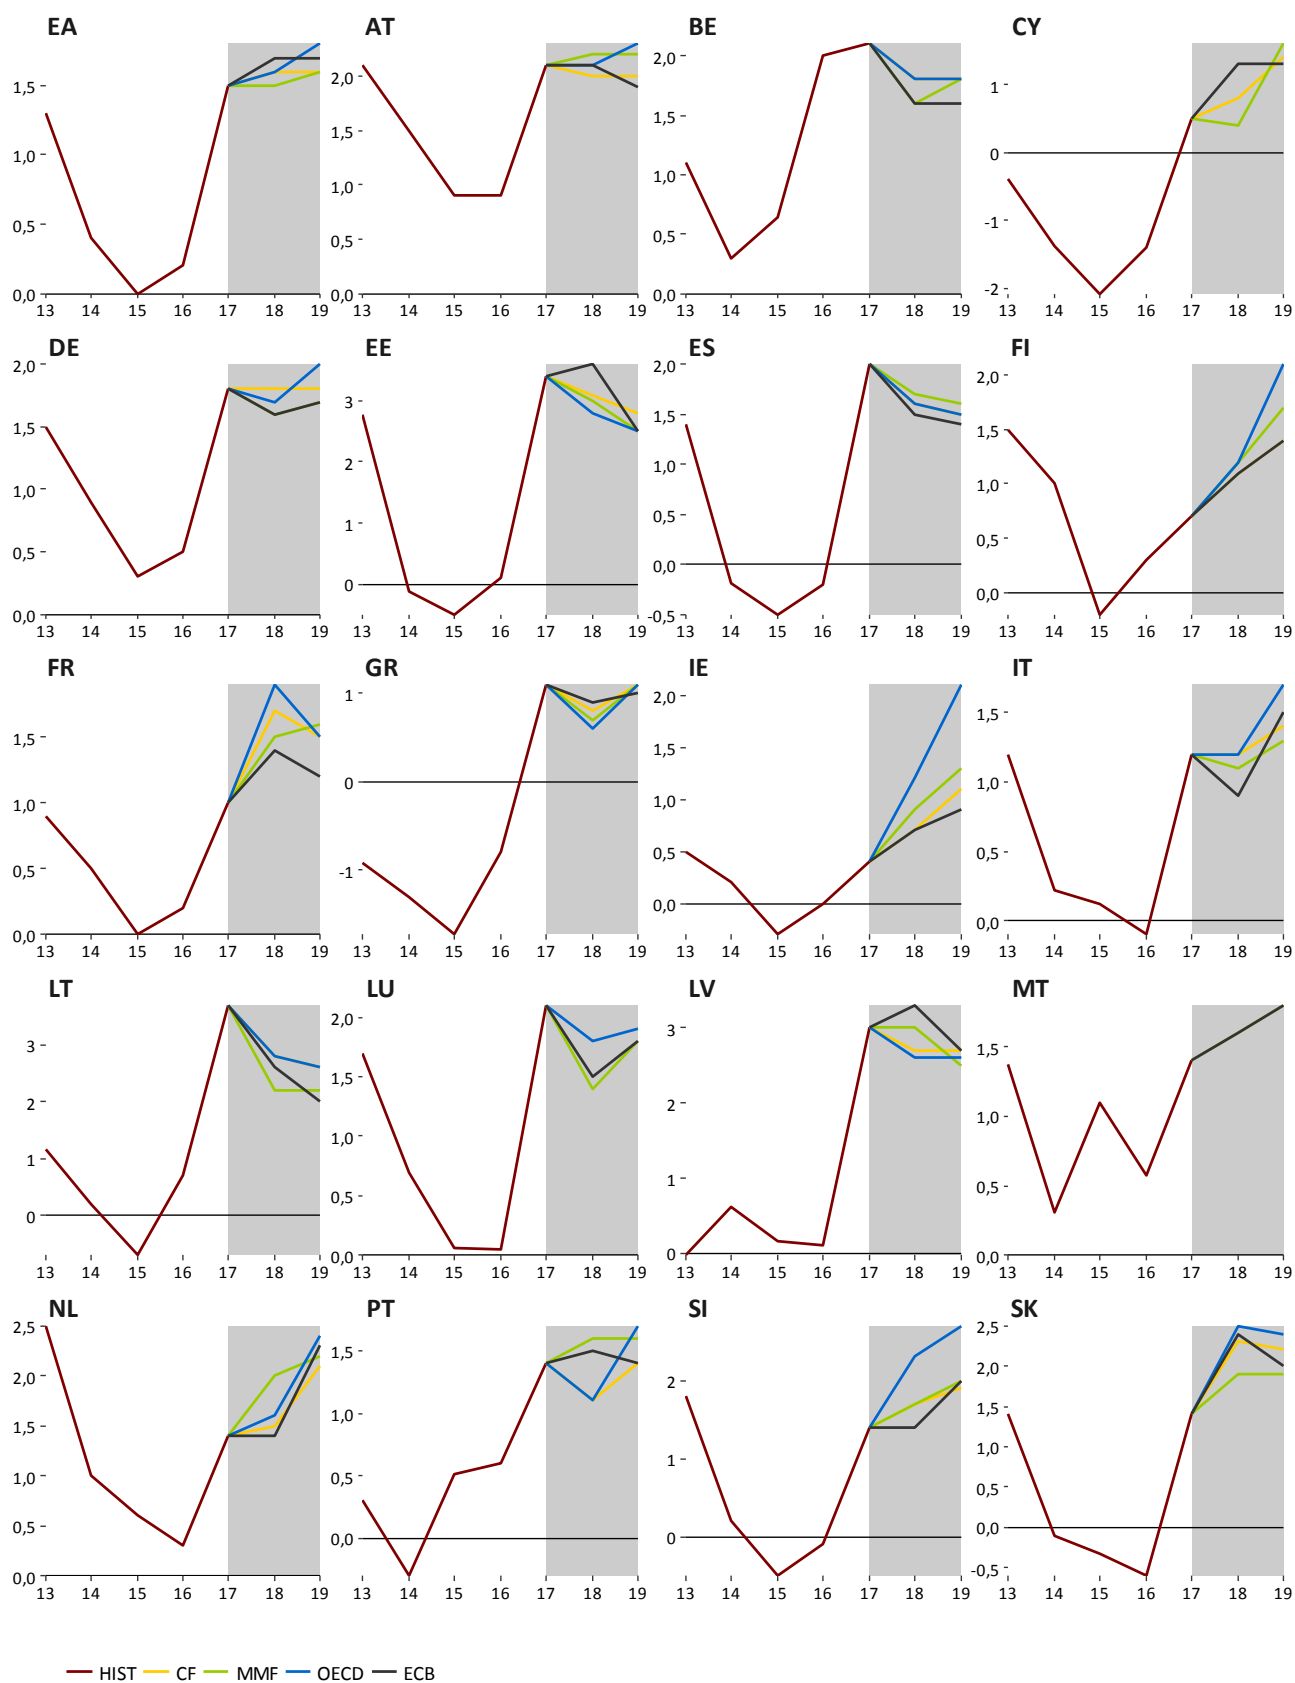 EA AT BE CY
1,5 1,0 0,5 0,0
2,0 1,5 1,0 0,5 0,0
2,0 1,5 1,0 0,5 0,0
1 0 -1 -2
13 14 15 16 17 18 19 13 14 15 16 17 18 19 13 14 15 16 17 18 19 13 14 15 16 17 18 19
DE EE ES FI
2,0 1,5 1,0 0,5 0,0
3 2 1 0
2,0 1,5 1,0 0,5 0,0 -0,5
2,0 1,5 1,0 0,5 0,0
13 14 15 16 17 18 19 13 14 15 16 17 18 19 13 14 15 16 17 18 19 13 14 15 16 17 18 19
FR GR IE IT
1,5 1,0 0,5 0,0
1 0 -1
2,0 1,5 1,0 0,5 0,0
1,5 1,0 0,5 0,0
13 14 15 16 17 18 19 13 14 15 16 17 18 19 13 14 15 16 17 18 19 13 14 15 16 17 18 19
LT LU LV MT
3 2 1 0
2,0 1,5 1,0 0,5 0,0
3 2 1 0
1,5 1,0 0,5 0,0
13 14 15 16 17 18 19 13 14 15 16 17 18 19 13 14 15 16 17 18 19 13 14 15 16 17 18 19
NL PT SI SK
2,5 2,0 1,5 1,0 0,5 0,0
1,5 1,0 0,5 0,0
2 1 0
2,5 2,0 1,5 1,0 0,5 0,0 -0,5
13 14 15 16 17 18 19 13 14 15 16 17 18 19 13 14 15 16 17 18 19 13 14 15 16 17 18 19
HIST CF MMF OECD ECB